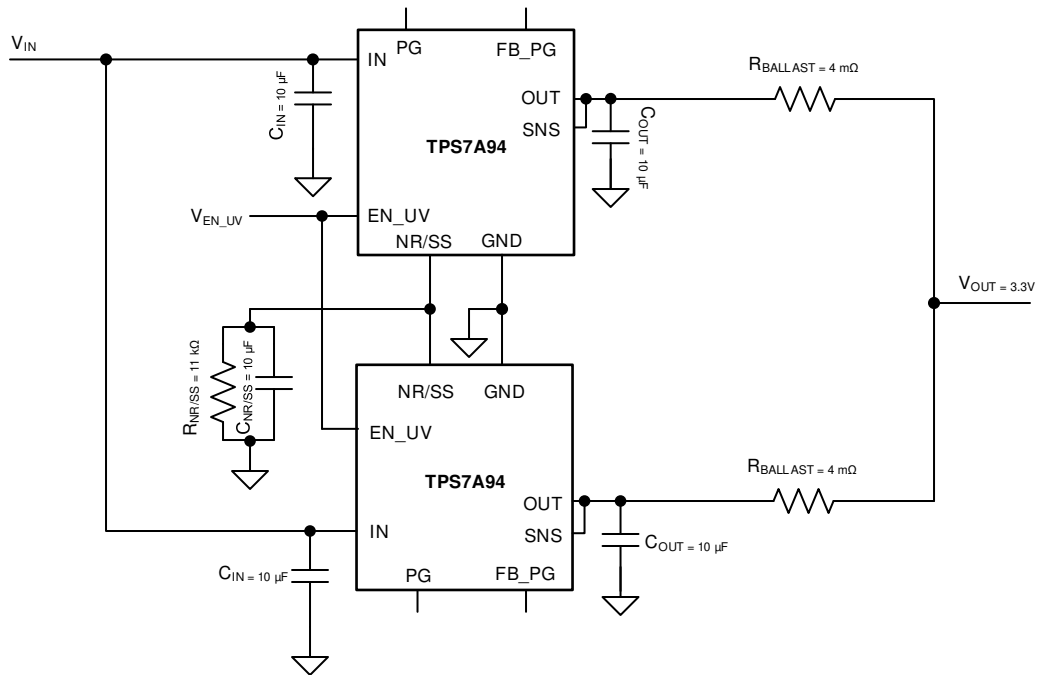 V_IN
PG
FB_PG
IN
C_IN = 10 µF
OUT
SNS
C_OUT = 10 µF
R_BALLAST = 4 mΩ
TPS7A94
V_EN_UV
EN_UV
NR/SS
GND
V_OUT = 3.3V
R_NR/SS = 11 kΩ
C_NR/SS = 10 µF
NR/SS
GND
EN_UV
TPS7A94
R_BALLAST = 4 mΩ
OUT
IN
SNS
C_OUT = 10 µF
C_IN = 10 µF
PG
FB_PG